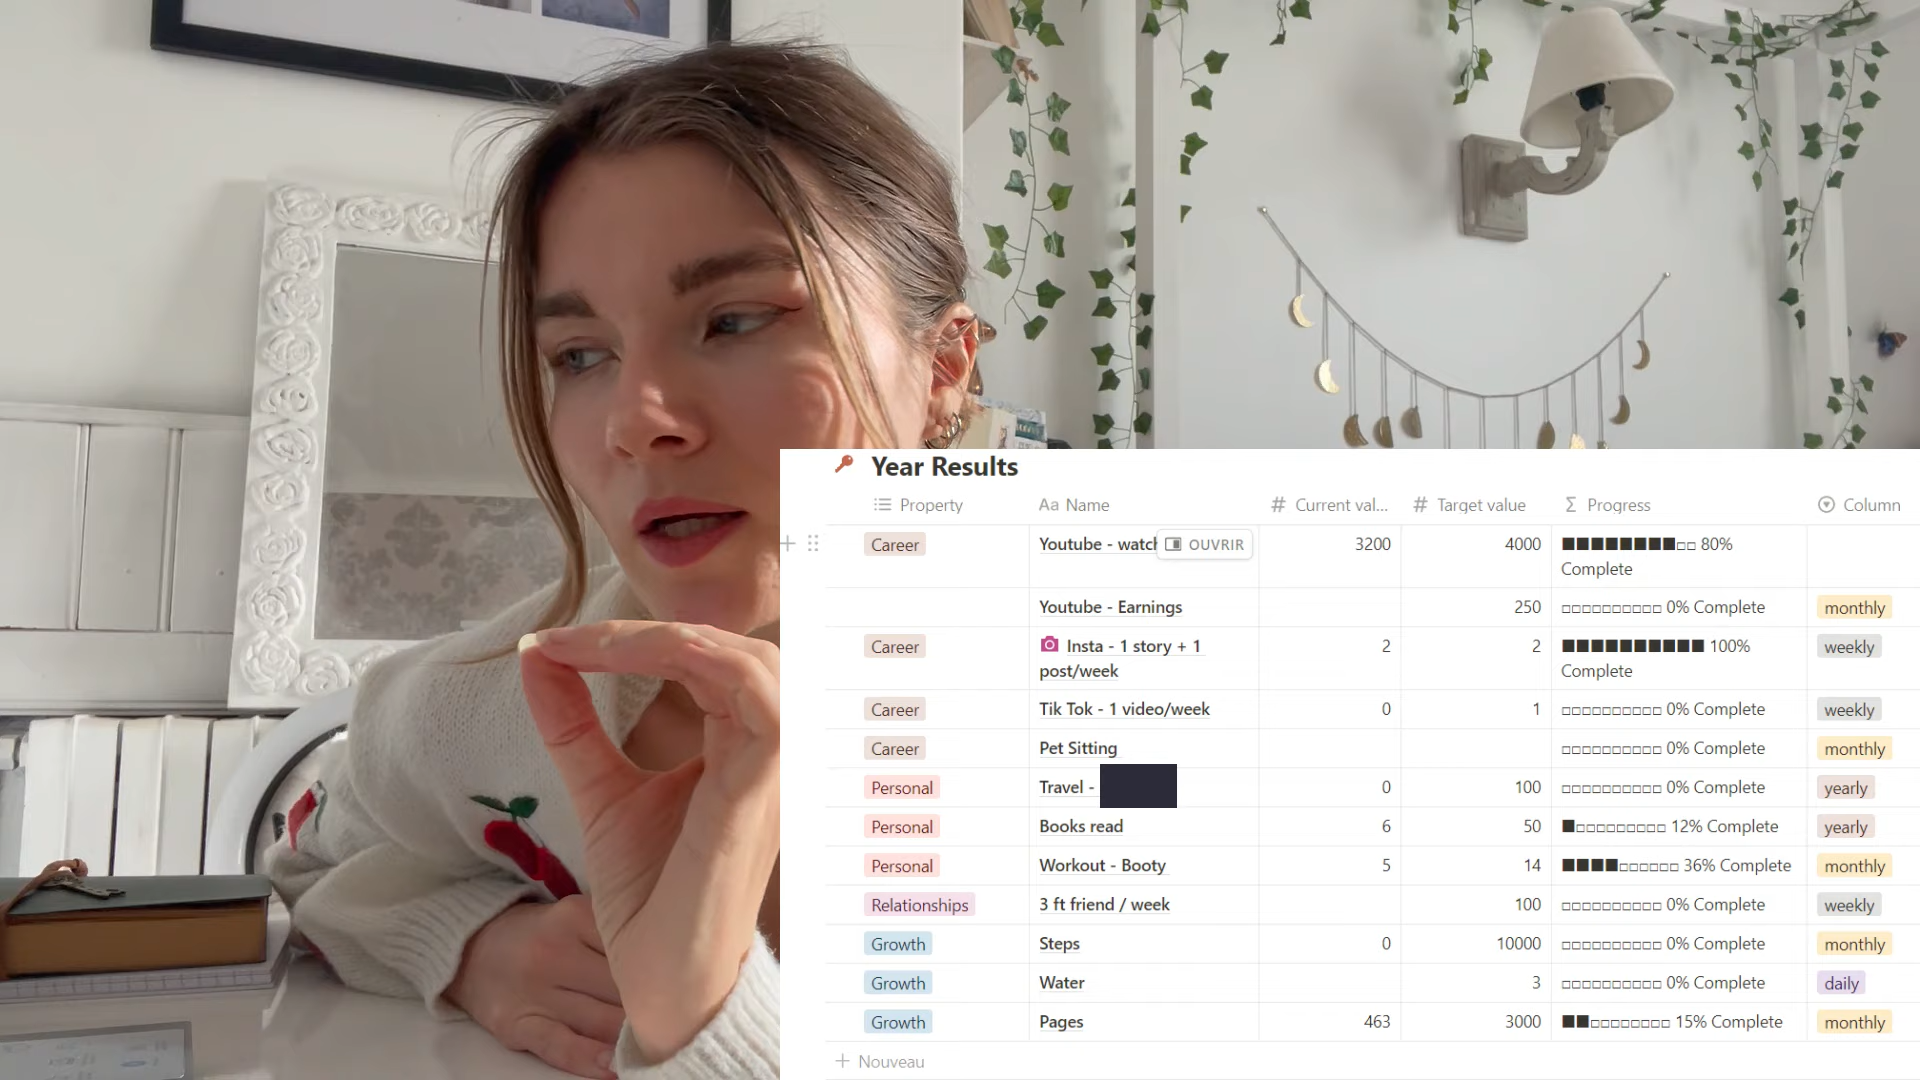 Year Results
Property Name Current val... Target value Progress Column
Career Youtube - watch OUVRIR 3200 4000 80%
Complete
Youtube - Earnings 250 0% Complete monthly
Career Insta - 1 story + 1 2 2 100% weekly
post/week Complete
Career Tik Tok - 1 video/week 0 1 0% Complete weekly
Career Pet Sitting 0% Complete monthly
Personal Travel - 0 100 0% Complete yearly
Personal Books read 6 50 12% Complete yearly
Personal Workout - Booty 5 14 36% Complete monthly
Relationships 3 ft friend / week 100 0% Complete weekly
Growth Steps 0 10000 0% Complete monthly
Growth Water 3 0% Complete daily
Growth Pages 463 3000 15% Complete monthly
+ Nouveau